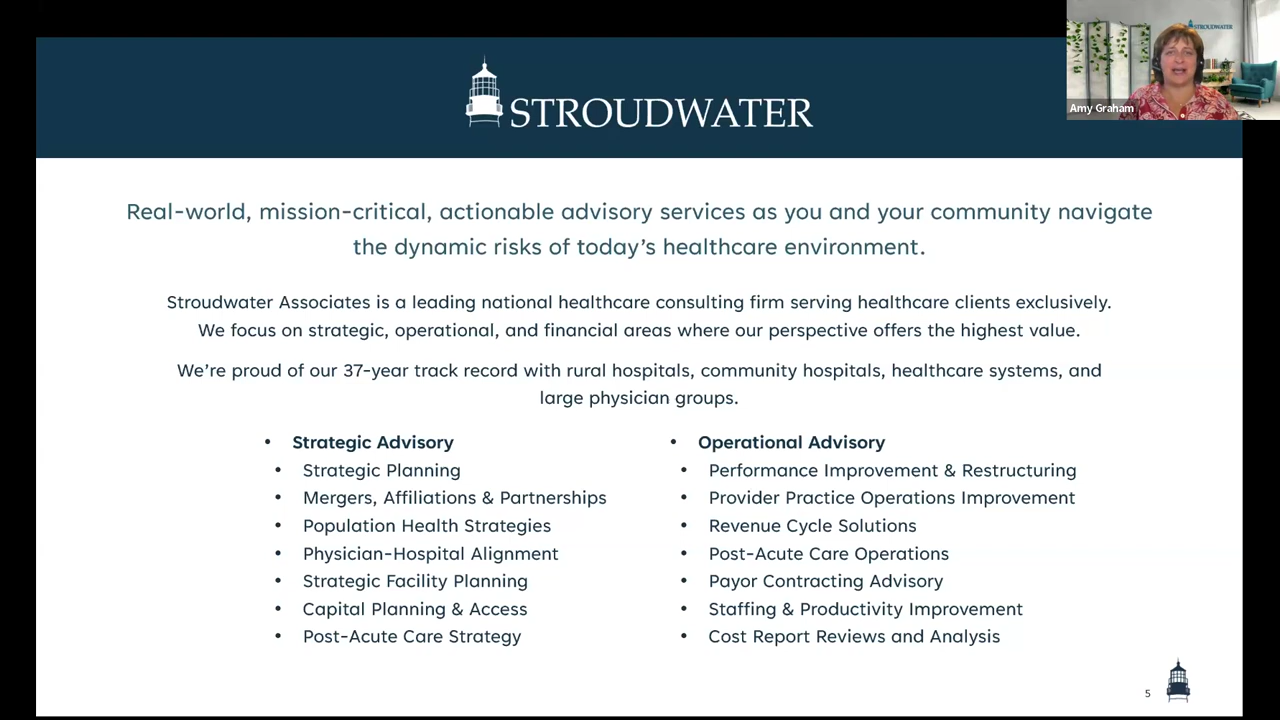 STROUDWATER
STROUDWATER
Amy Graham
Real-world, mission-critical, actionable advisory services as you and your community navigate
the dynamic risks of today’s healthcare environment.
Stroudwater Associates is a leading national healthcare consulting firm serving healthcare clients exclusively.
We focus on strategic, operational, and financial areas where our perspective offers the highest value.
We’re proud of our 37-year track record with rural hospitals, community hospitals, healthcare systems, and
large physician groups.
• Strategic Advisory
• Strategic Planning
• Mergers, Affiliations & Partnerships
• Population Health Strategies
• Physician-Hospital Alignment
• Strategic Facility Planning
• Capital Planning & Access
• Post-Acute Care Strategy
• Operational Advisory
• Performance Improvement & Restructuring
• Provider Practice Operations Improvement
• Revenue Cycle Solutions
• Post-Acute Care Operations
• Payor Contracting Advisory
• Staffing & Productivity Improvement
• Cost Report Reviews and Analysis
5